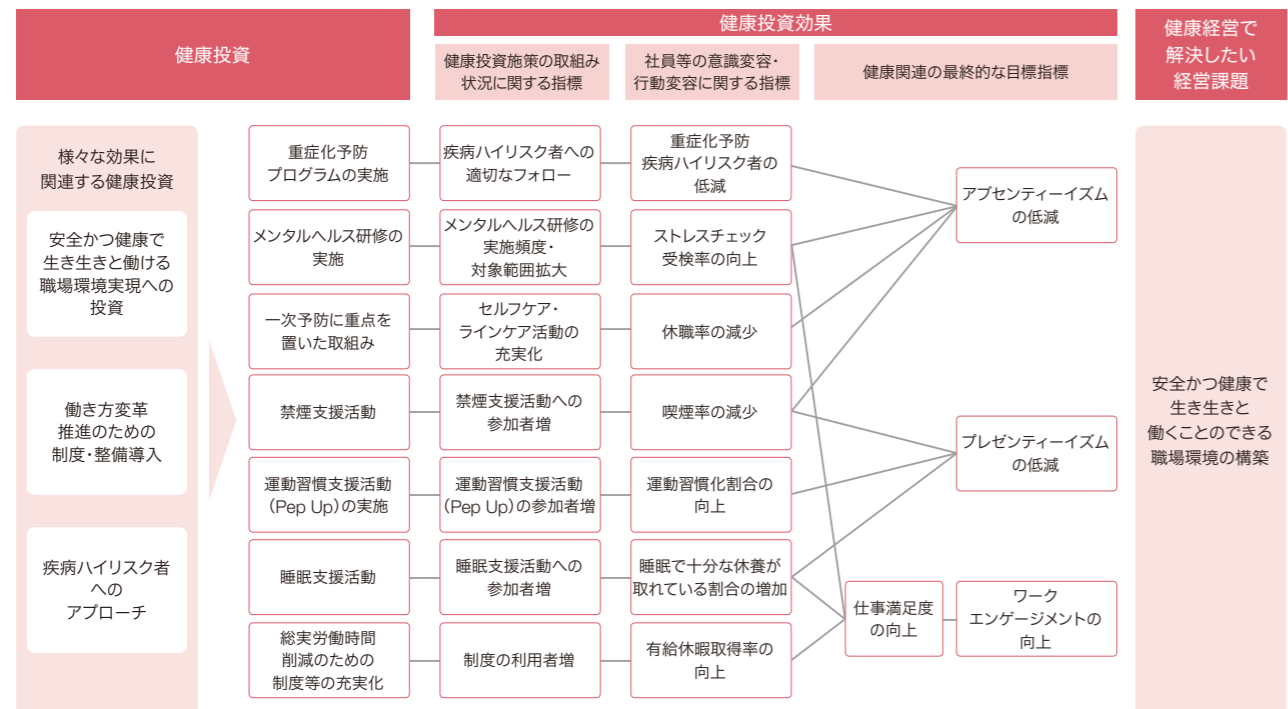 健康投資
健康投資効果
健康経営で
解決したい
経営課題
健康投資施策の取組み
状況に関する指標
社員等の意識変容・
行動変容に関する指標
健康関連の最終的な目標指標
様々な効果に
関連する健康投資
安全かつ健康で
生き生きと働ける
職場環境実現への
投資
働き方変革
推進のための
制度・整備導入
疾病ハイリスク者
への
アプローチ
重症化予防
プログラムの実施
疾病ハイリスク者への
適切なフォロー
重症化予防
疾病ハイリスク者の
低減
メンタルヘルス研修の
実施
メンタルヘルス研修の
実施頻度・
対象範囲拡大
ストレスチェック
受検率の向上
一次予防に重点を
置いた取組み
セルフケア・
ラインケア活動の
充実化
休職率の減少
禁煙支援活動
禁煙支援活動への
参加者増
喫煙率の減少
運動習慣支援活動
(Pep Up)の実施
運動習慣支援活動
(Pep Up)の参加者増
運動習慣化割合の
向上
睡眠支援活動
睡眠支援活動への
参加者増
睡眠で十分な休養が
取れている割合の増加
総実労働時間
削減のための
制度等の充実化
制度の利用者増
有給休暇取得率の
向上
アブセンティーイズム
の低減
プレゼンティーイズム
の低減
仕事満足度
の向上
ワーク
エンゲージメントの
向上
安全かつ健康で
生き生きと
働くことのできる
職場環境の構築